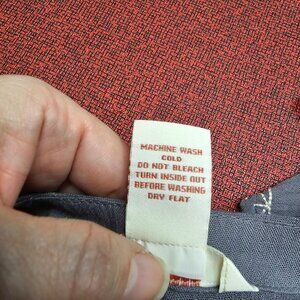 MACHINE WASH
COLD
DO NOT BLEACH
TURN INSIDE OUT
BEFORE WASHING
DRY FLAT